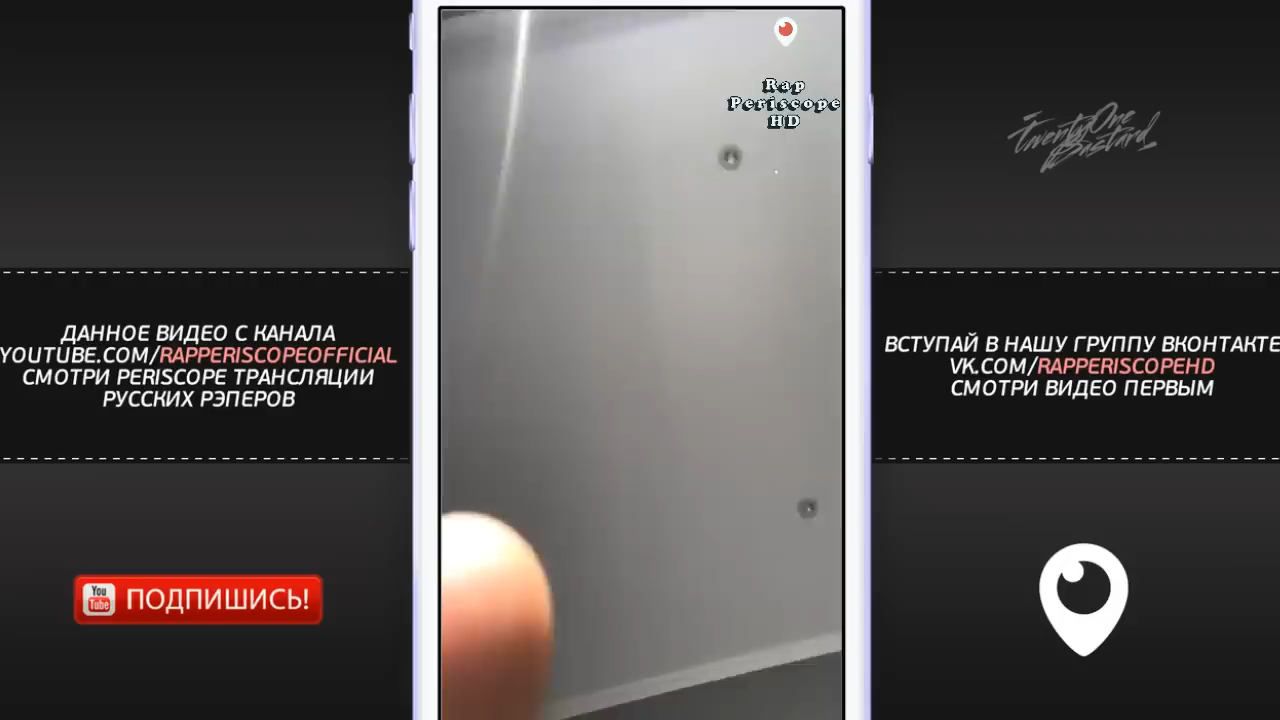 Rap
Periscope
HD
TwentyOne
Bastard
ДАННОЕ ВИДЕО С КАНАЛА
YOUTUBE.COM/RAPPERISCOPEOFFICIAL
СМОТРИ PERISCOPE ТРАНСЛЯЦИИ
РУССКИХ РЭПЕРОВ
ВСТУПАЙ В НАШУ ГРУППУ ВКОНТАКТЕ
VK.COM/RAPPERISCOPEHD
СМОТРИ ВИДЕО ПЕРВЫМ
You
Tube
ПОДПИШИСЬ!